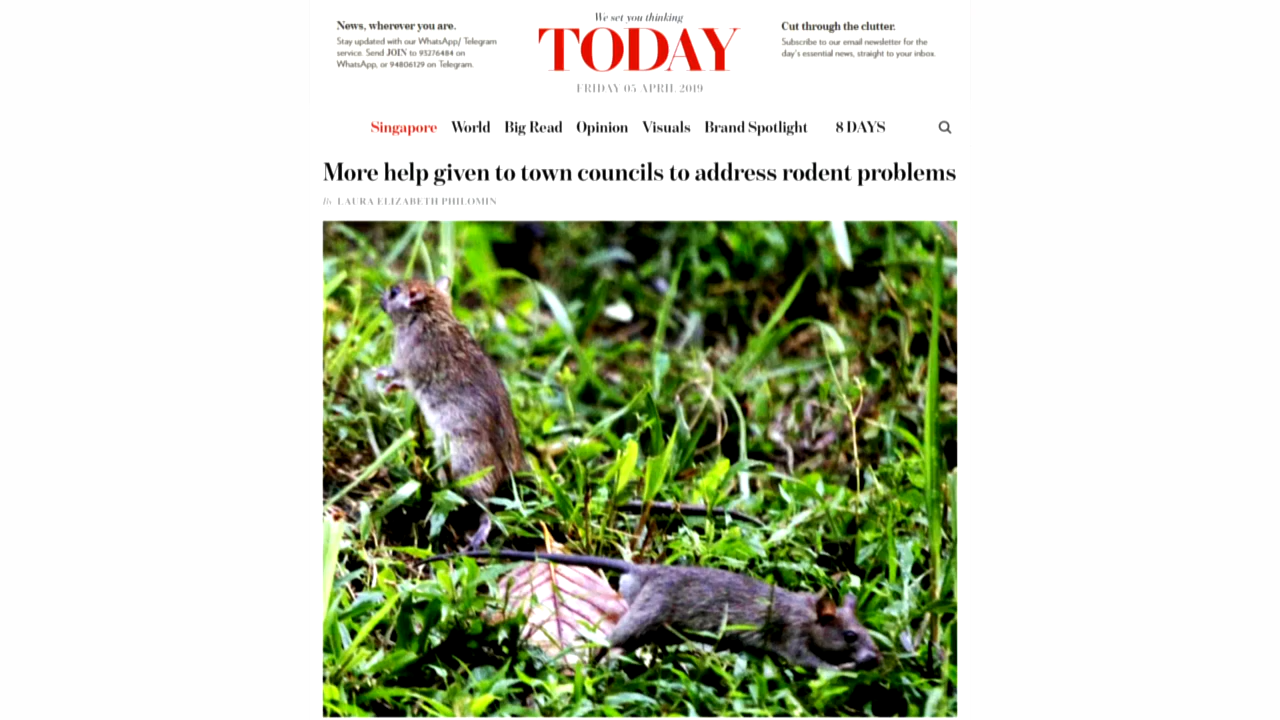 We set you thinking
News, wherever you are.
Stay updated with our WhatsApp/ Telegram
service. Send JOIN to 93276484 on
WhatsApp, or 94806129 on Telegram.
TODAY
Cut through the clutter.
Subscribe to our email newsletter for the
day's essential news, straight to your inbox.
FRIDAY 05 APRIL 2019
Singapore World Big Read Opinion Visuals Brand Spotlight 8 DAYS
More help given to town councils to address rodent problems
By LAURA ELIZABETH PHILOMIN